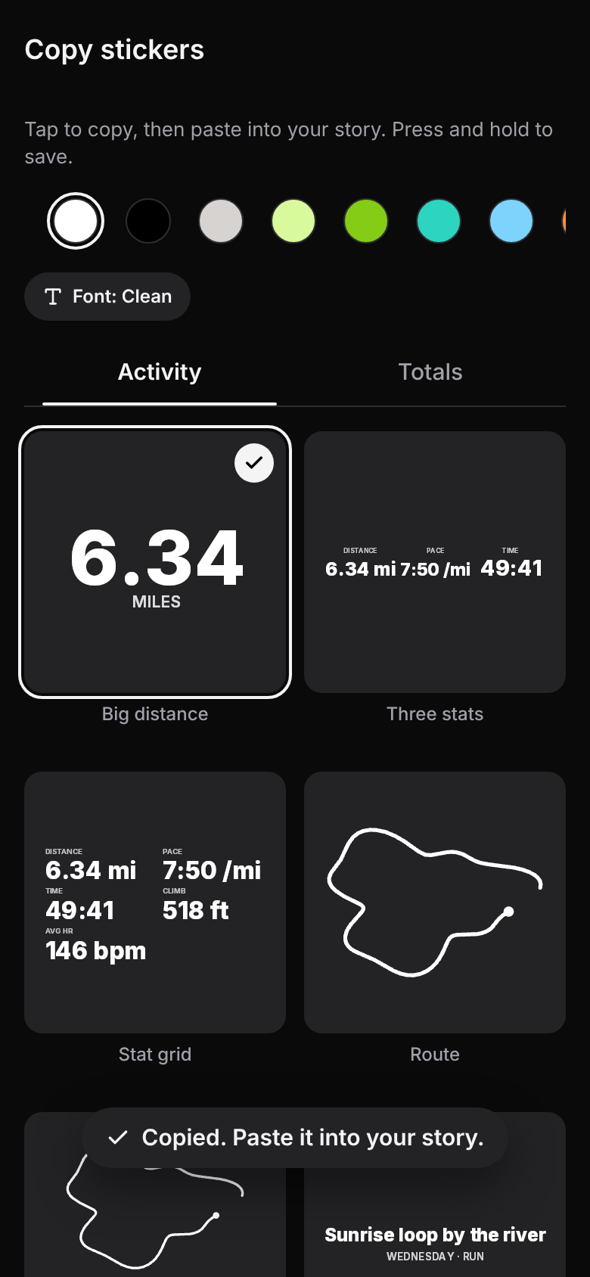 Copy stickers
Tap to copy, then paste into your story. Press and hold to
save.
Font: Clean
Activity
Totals
6.34
MILES
Big distance
DISTANCE
PACE
TIME
6.34 mi
7:50 /mi
49:41
Three stats
DISTANCE
PACE
6.34 mi
7:50 /mi
TIME
CLIMB
49:41
518 ft
AVG HR
146 bpm
Stat grid
Route
Copied. Paste it into your story.
Sunrise loop by the river
WEDNESDAY · RUN